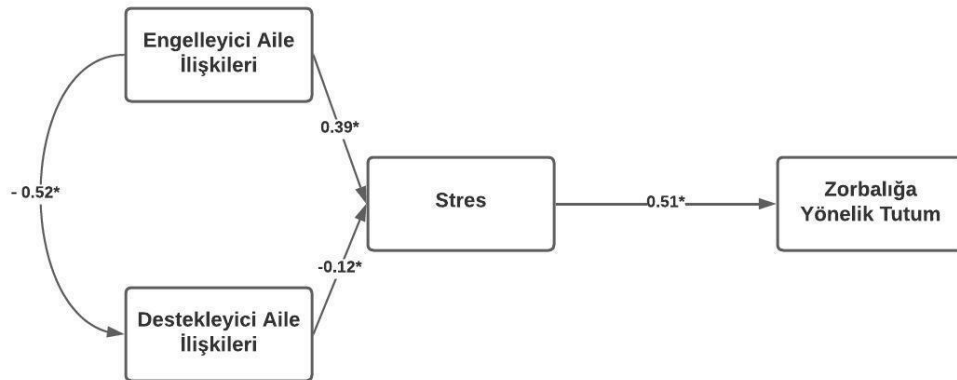 Engelleyici Aile
İlişkileri
0.39*
- 0.52*
Stres
0.51*
Zorbalığa
Yönelik Tutum
-0.12*
Destekleyici Aile
İlişkileri